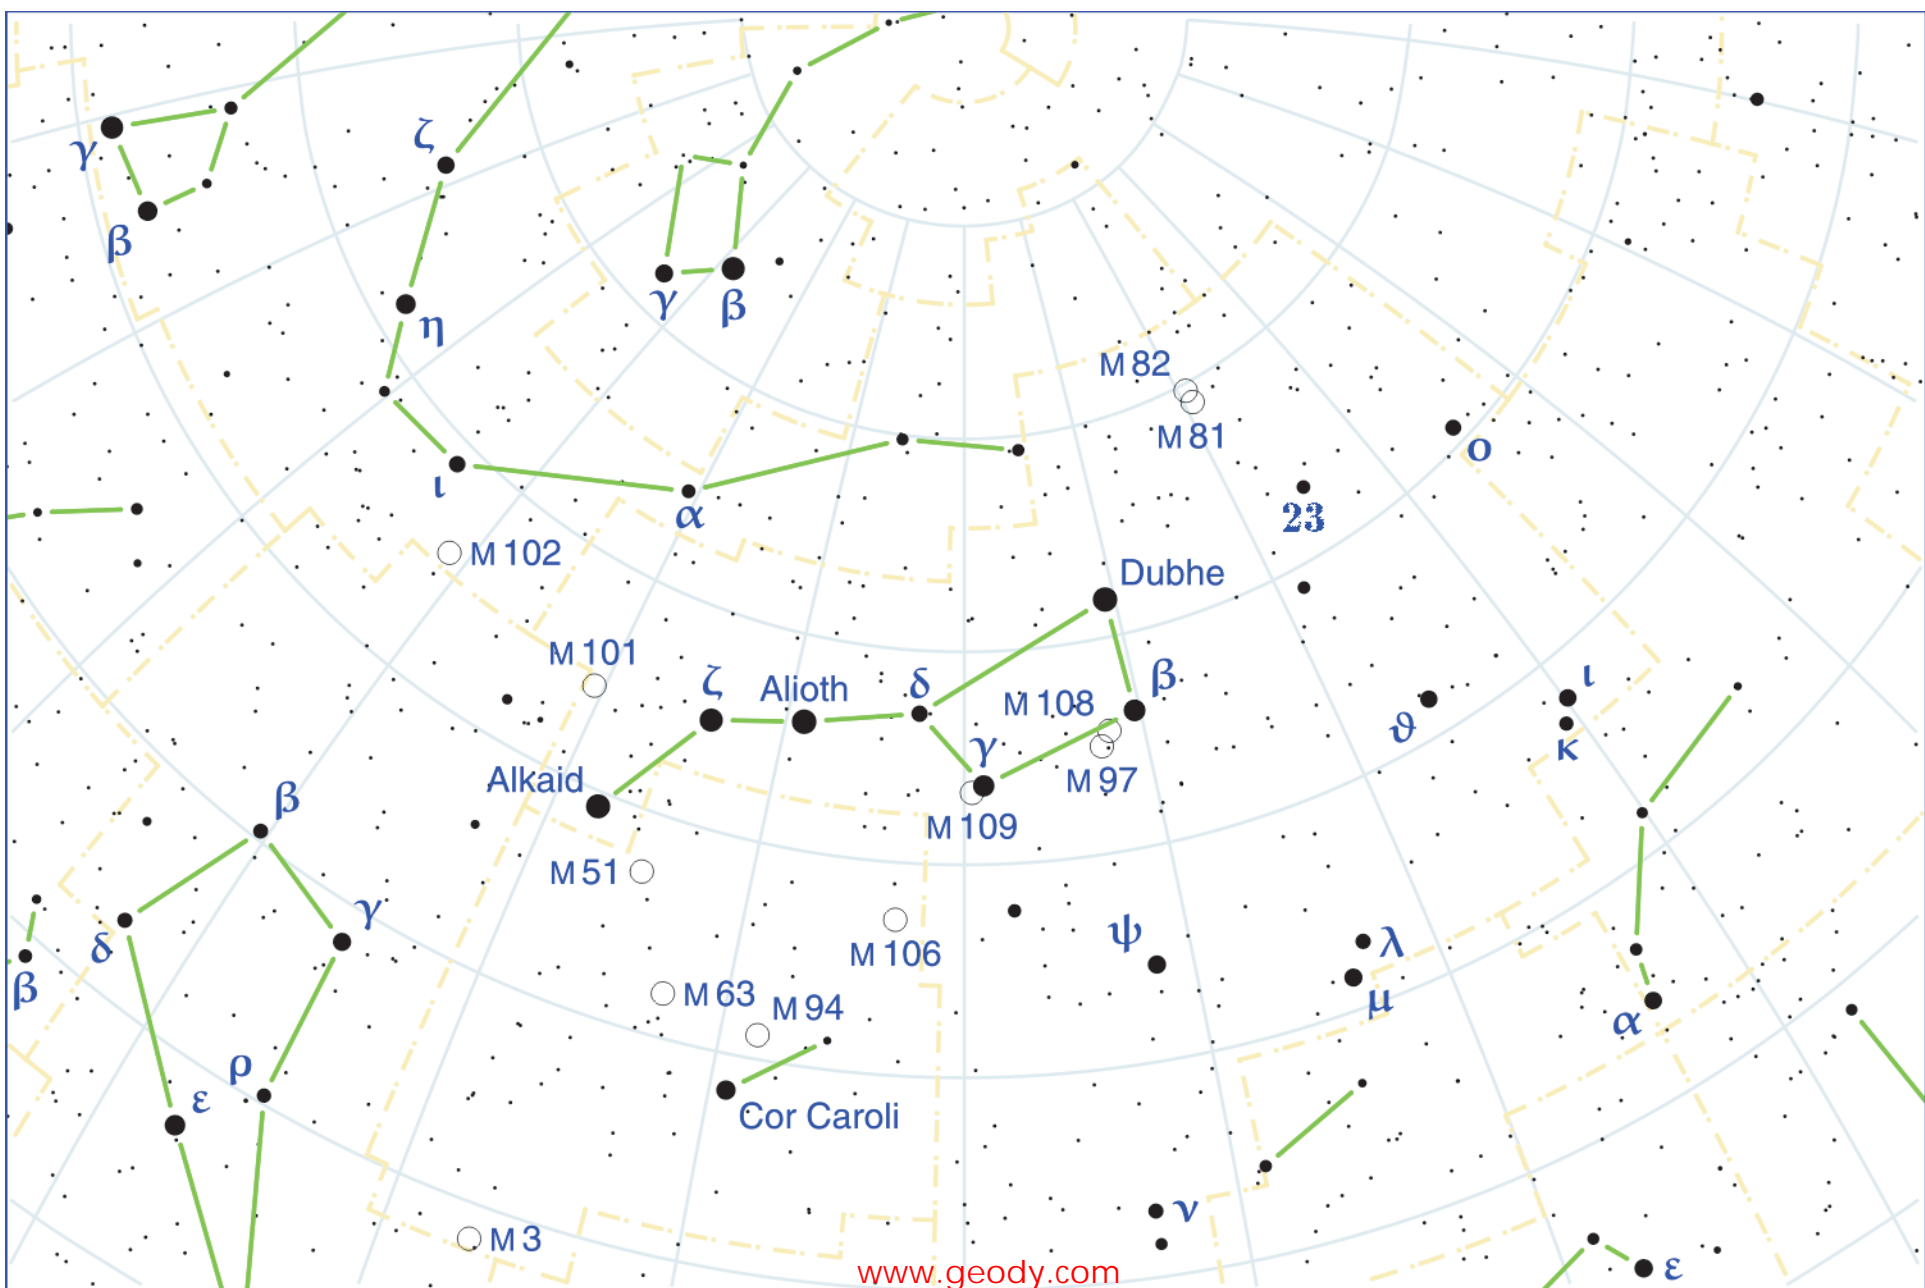 ζ
γ
β
γ
β
η
M 82
M 81
ο
ι
α
23
M 102
Dubhe
M 101
ζ
Alioth
δ
β
M 108
ι
ϑ
κ
γ
M 97
Alkaid
β
M 109
M 51
γ
δ
ψ
λ
M 106
β
M 63
M 94
μ
α
ρ
ε
Cor Caroli
ν
M 3
www.geody.com
ε